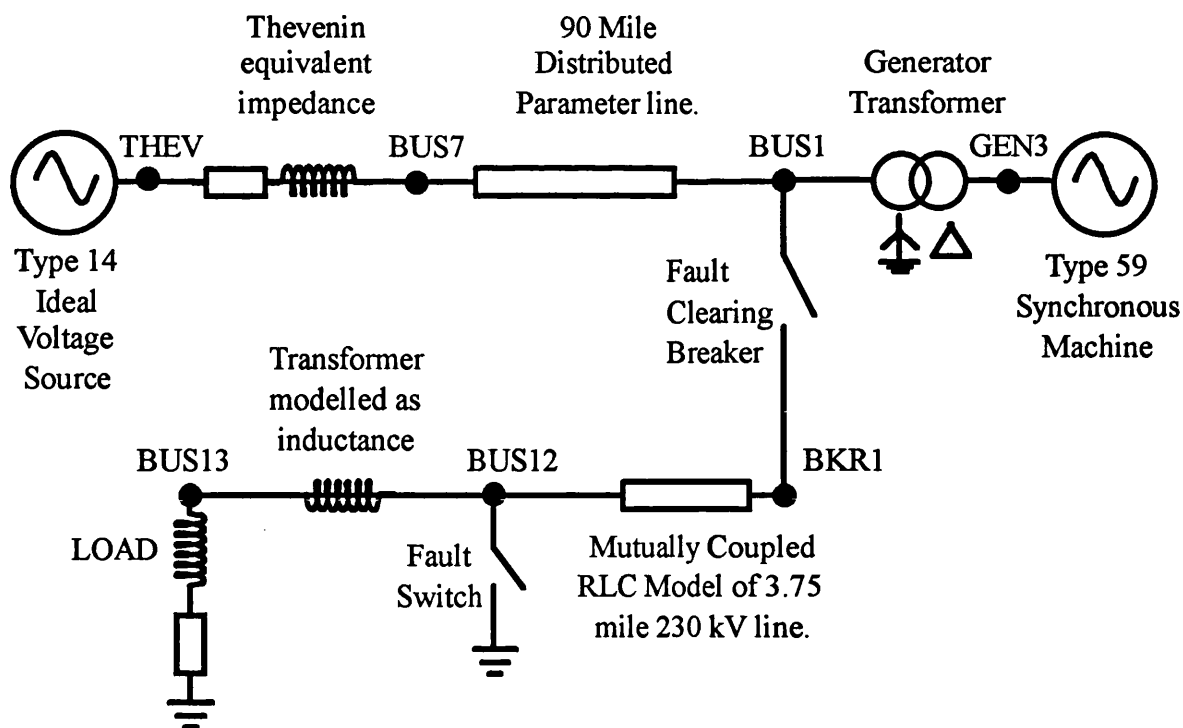 Thevenin
equivalent
impedance
90 Mile
Distributed
Parameter line.
Generator
Transformer
THEV
BUS7
BUS1
GEN3
Type 14
Ideal
Voltage
Source
Fault
Clearing
Breaker
Type 59
Synchronous
Machine
Transformer
modelled as
inductance
BUS13
BUS12
BKR1
LOAD
Fault
Switch
Mutually Coupled
RLC Model of 3.75
mile 230 kV line.